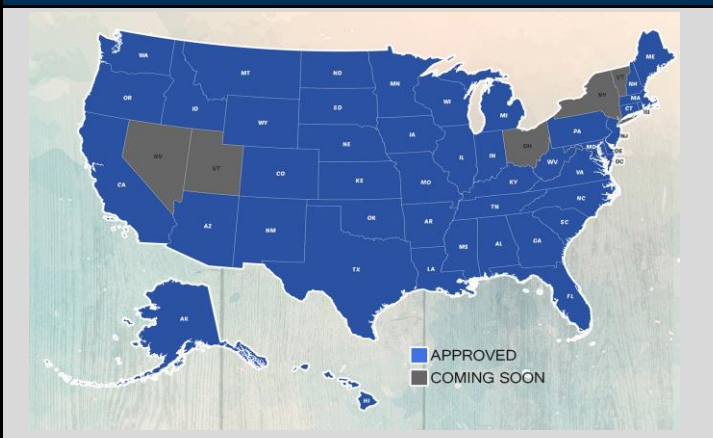 WA
MT
ND
MN
ME
OR
ID
SD
WI
MI
VT
NH
NY
MA
CT
RI
WY
NE
IA
PA
NJ
NV
UT
CO
KS
MO
IL
IN
OH
WV
MD
DE
DC
VA
KY
CA
AZ
NM
OK
AR
TN
NC
SC
TX
LA
MS
AL
GA
FL
AK
HI
APPROVED
COMING SOON